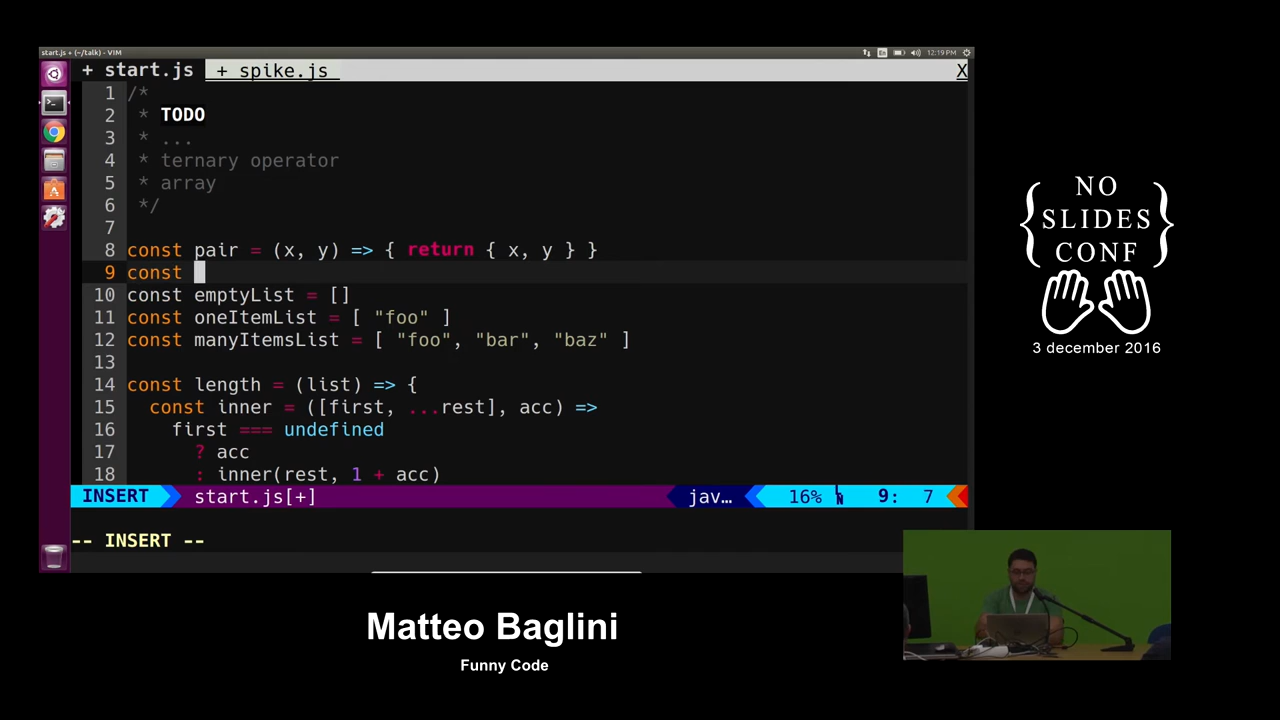 start.js + (~/talk) - VIM
En
12:19 PM
+ start.js + spike.js X
1 /*
2 * TODO
3 * ...
4 * ternary operator
5 * array
6 */
7
8 const pair = (x, y) => { return { x, y } }
9 const
10 const emptyList = []
11 const oneItemList = [ "foo" ]
12 const manyItemsList = [ "foo", "bar", "baz" ]
13
14 const length = (list) => {
15 const inner = ([first, ...rest], acc) =>
16 first === undefined
17 ? acc
18 : inner(rest, 1 + acc)
INSERT start.js[+] jav… 16% 9: 7
-- INSERT --
{ NO
SLIDES
CONF }
3 december 2016
Matteo Baglini
Funny Code